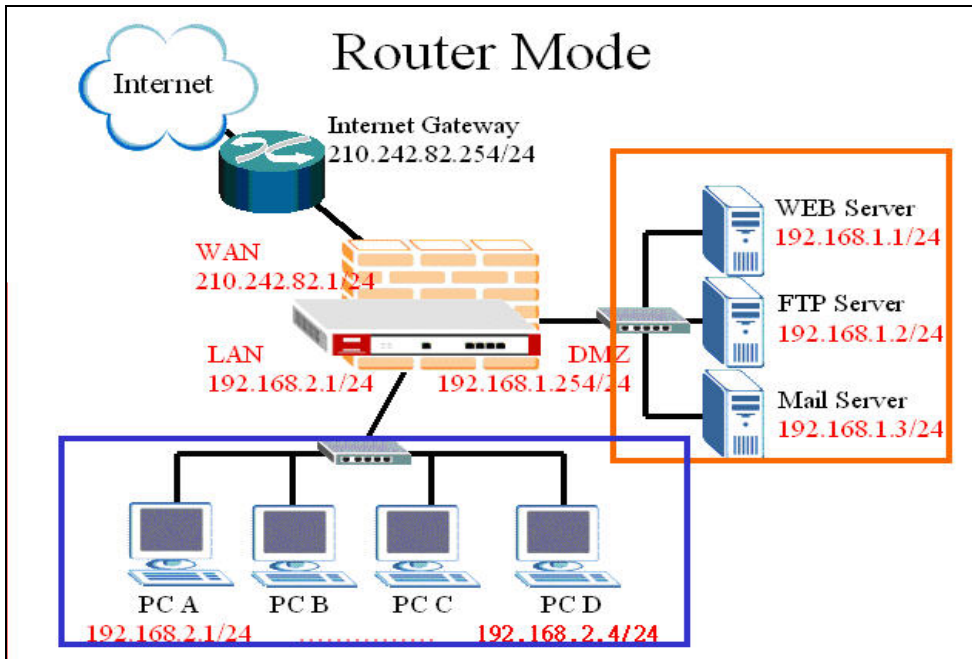 Router Mode
Internet
Internet Gateway
210.242.82.254/24
WAN
210.242.82.1/24
LAN
192.168.2.1/24
DMZ
192.168.1.254/24
WEB Server
192.168.1.1/24
FTP Server
192.168.1.2/24
Mail Server
192.168.1.3/24
PC A
PC B
PC C
PC D
192.168.2.1/24
...............
192.168.2.4/24